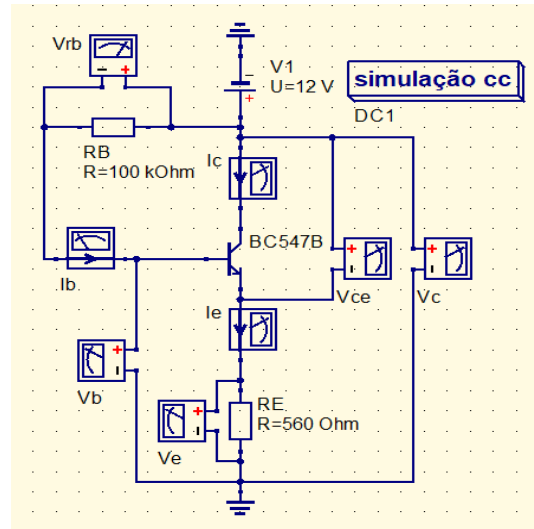 Vrb
V1
U=12 V
simulação cc
DC1
RB
R=100 kOhm
Ic
BC547B
Ib
Vce
Vc
Ie
Vb
Ve
RE
R=560 Ohm